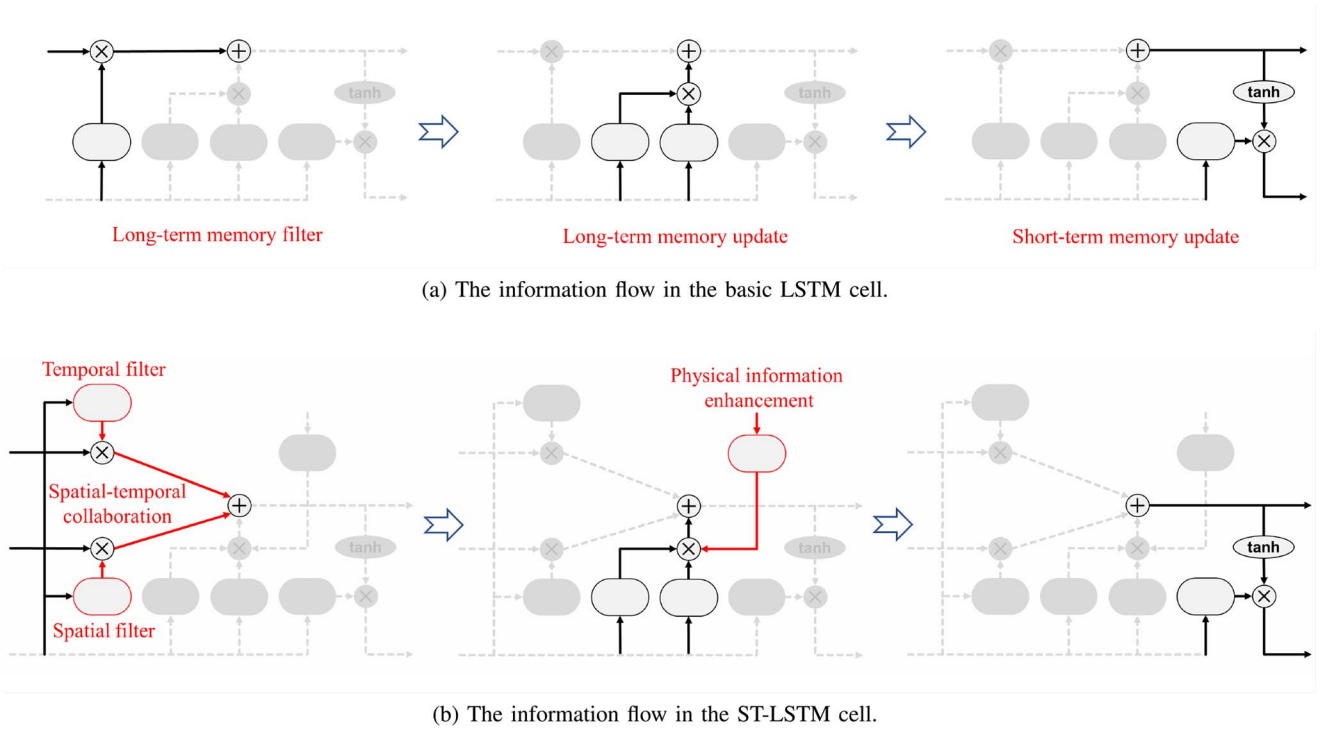 tanh
tanh
tanh
Long-term memory filter
Long-term memory update
Short-term memory update
(a) The information flow in the basic LSTM cell.
Temporal filter
Physical information
enhancement
Spatial-temporal
collaboration
tanh
tanh
tanh
Spatial filter
(b) The information flow in the ST-LSTM cell.